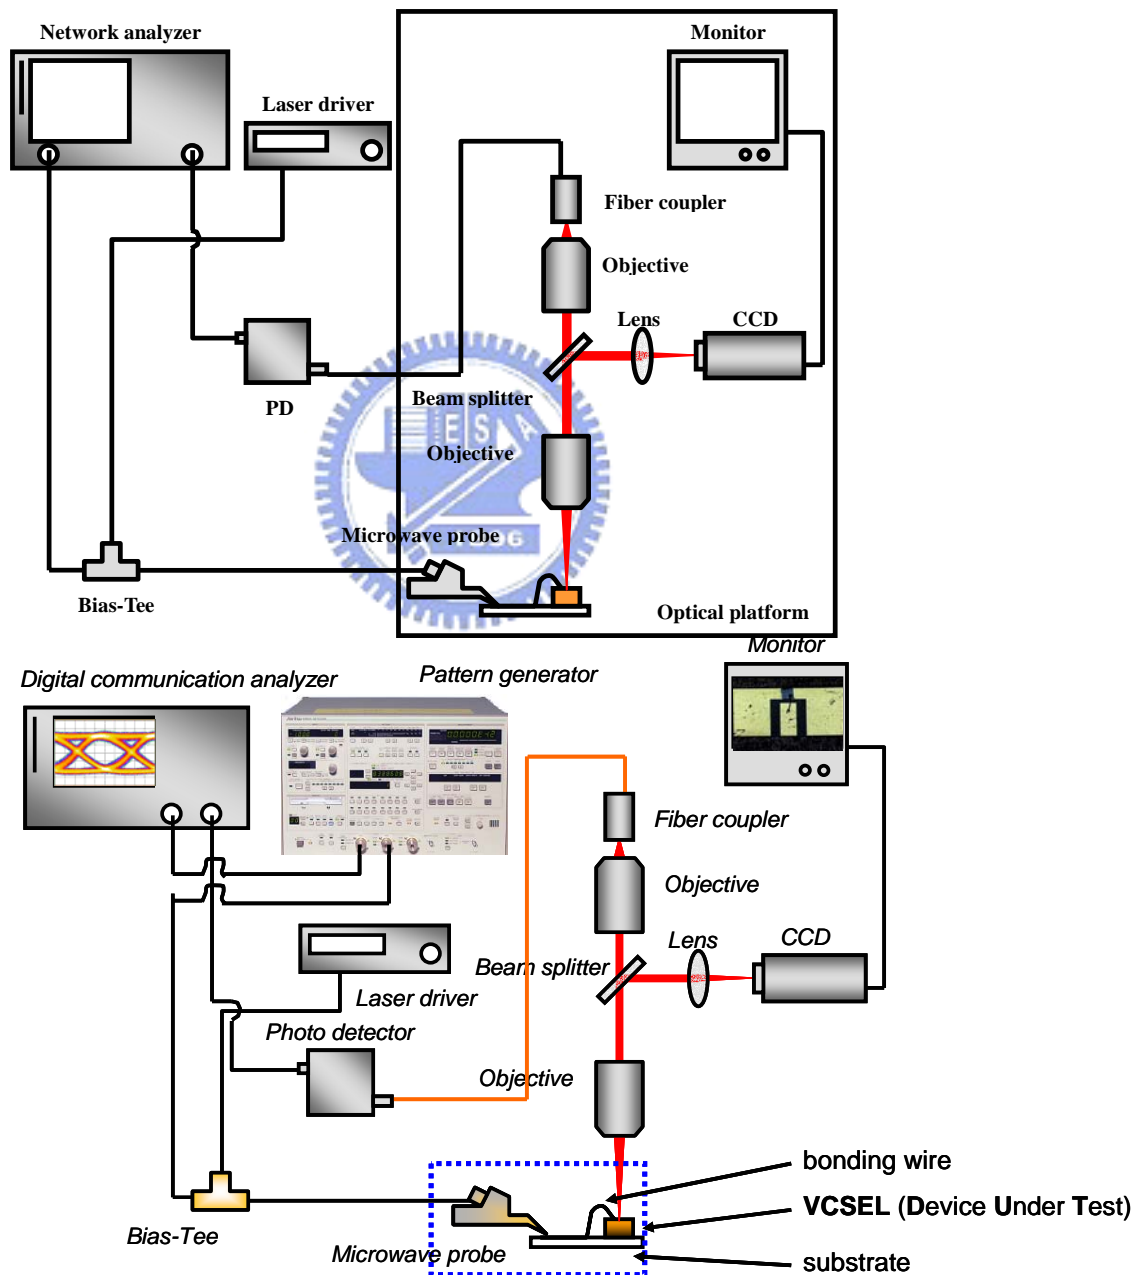 Network analyzer
Monitor
Laser driver
Fiber coupler
Objective
Lens
CCD
PD
Beam splitter
E S A
Objective
Microwave probe
1896
Bias-Tee
Optical platform
Monitor
Digital communication analyzer
Pattern generator
Fiber coupler
Objective
Lens
CCD
Beam splitter
Laser driver
Photo detector
Objective
bonding wire
VCSEL (Device Under Test)
Bias-Tee
Microwave probe
substrate